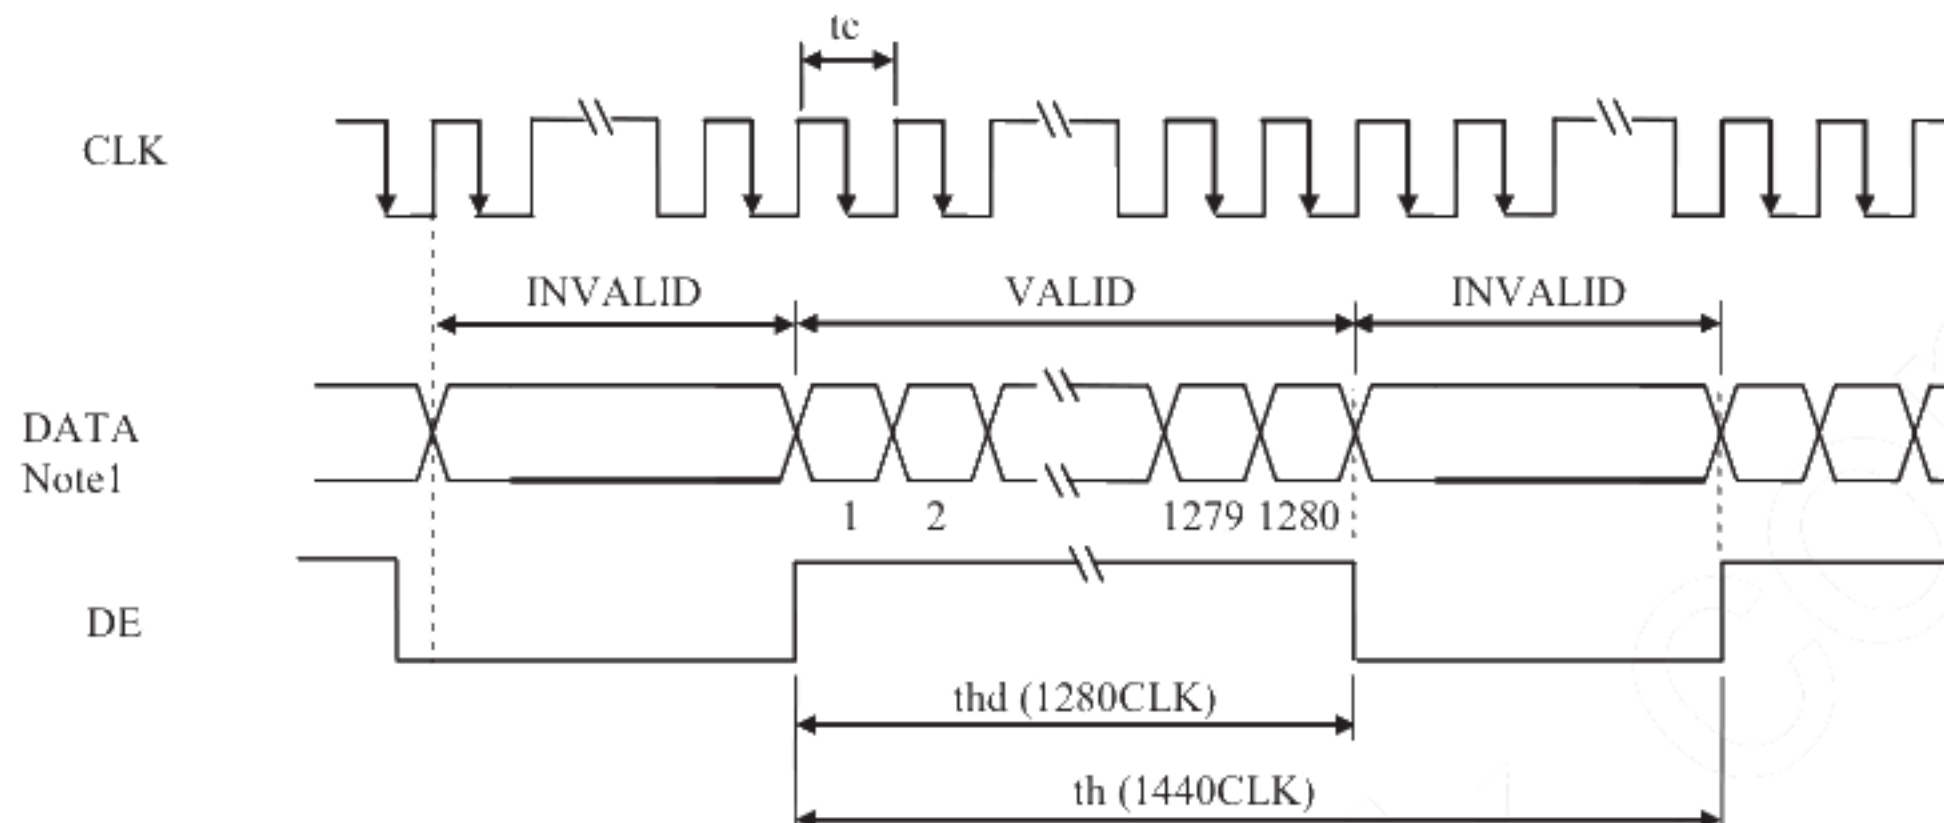 tc
CLK
INVALID VALID INVALID
DATA
Note1
1 2 1279 1280
DE
thd (1280CLK)
th (1440CLK)